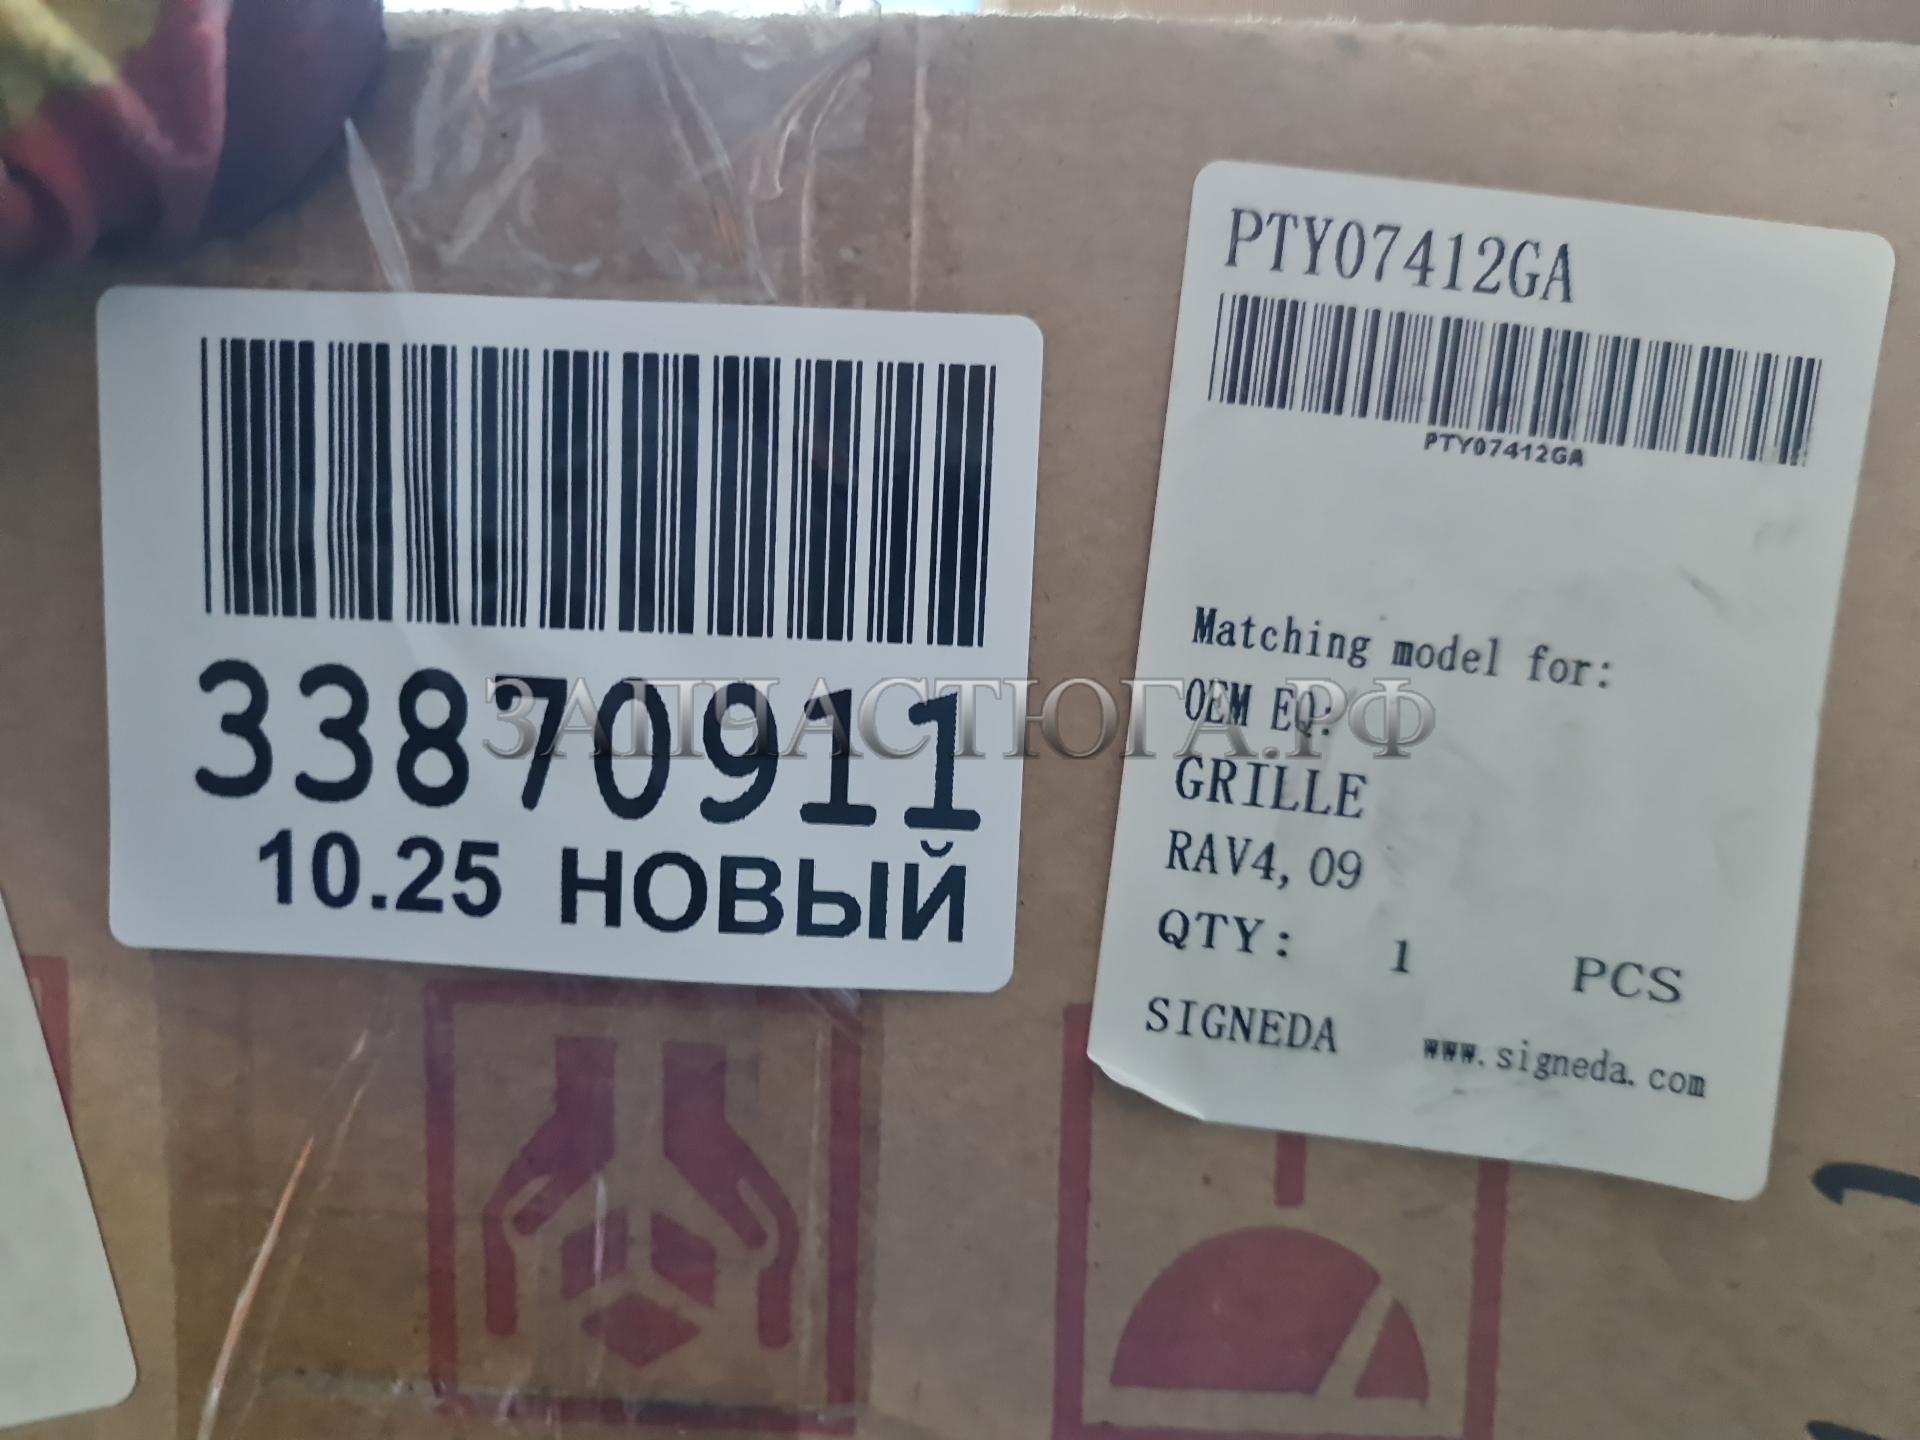 33870911
10.25 НОВЫЙ
PTY07412GA
PTY07412GA
Matching model for:
OEM EQ:
GRILLE
RAV4, 09
QTY: 1 PCS
SIGNEDA www.signeda.com
ЗАПЧАСТЮГА.РФ